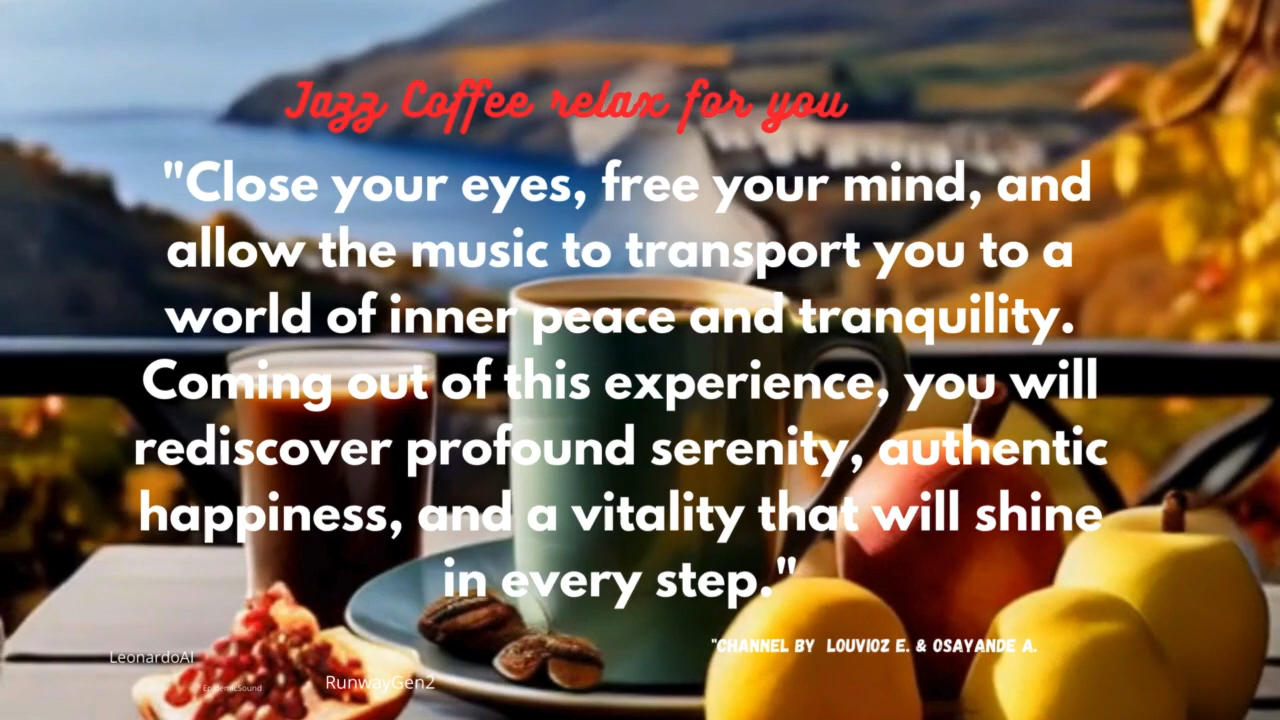 Jazz Coffee relax for you
"Close your eyes, free your mind, and
allow the music to transport you to a
world of inner peace and tranquility.
Coming out of this experience, you will
rediscover profound serenity, authentic
happiness, and a vitality that will shine
in every step."
"CHANNEL BY LOUVIOZ E. & OSAYANDE A.
LeonardoAI
EpidemicSound
RunwayGen2